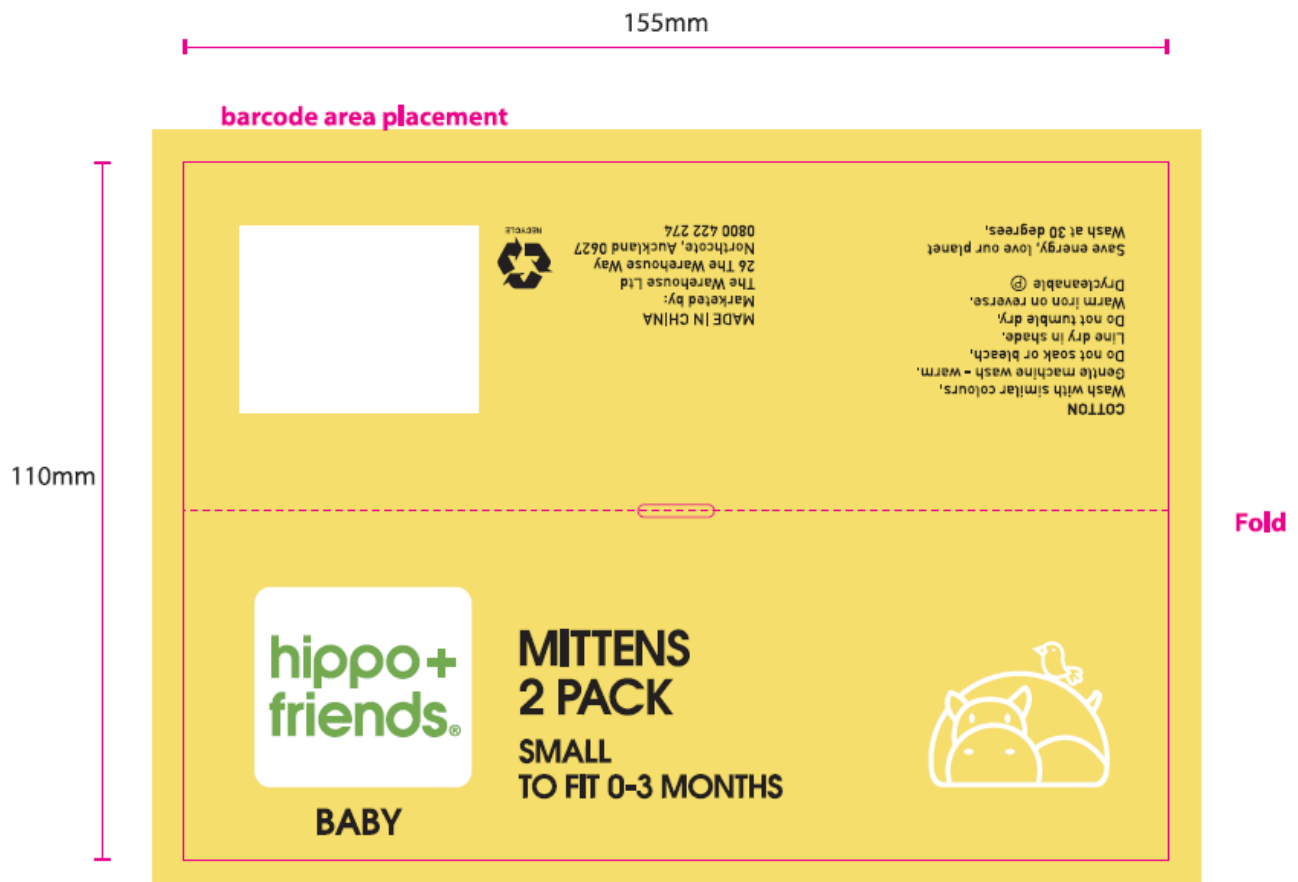 155mm
barcode area placement
RECYCLE
MADE IN CHINA
Marketed by:
The Warehouse Ltd
26 The Warehouse Way
Northcote, Auckland 0627
0800 422 274
COTTON
Wash with similar colours,
Gentle machine wash - warm.
Do not soak or bleach,
Line dry in shade.
Do not tumble dry,
Warm iron on reverse.
Drycleanable Ⓟ
Save energy, love our planet
Wash at 30 degrees,
110mm
Fold
hippo+
friends®
BABY
MITTENS
2 PACK
SMALL
TO FIT 0-3 MONTHS